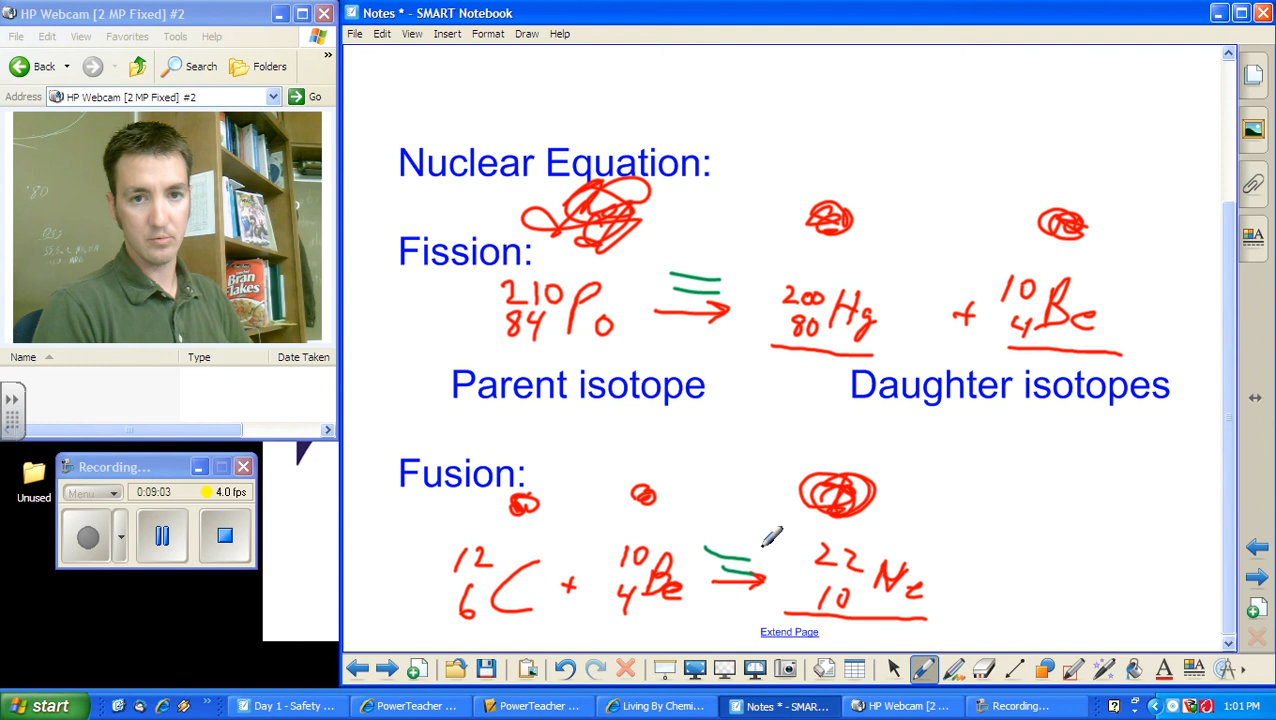 HP Webcam [2 MP Fixed] #2
File Edit View Favorites Tools Help
Back Search Folders
Address HP Webcam [2 MP Fixed] #2 Go
Name Type Date Taken
Unused
Recording...
Menu 0:09:03 4.0 fps
Notes * - SMART Notebook
File Edit View Insert Format Draw Help
Nuclear Equation:
Fission:
210 84 Po → 200 80 Hg + 10 4 Be
Parent isotope Daughter isotopes
Fusion:
12 6 C + 10 4 Be → 22 10 Ne
Extend Page
start Day 1 - Safety ... PowerTeacher ... PowerTeacher ... Living By Chemi... Notes * - SMAR... HP Webcam [2 ... Recording... 1:01 PM
Bran
Flakes